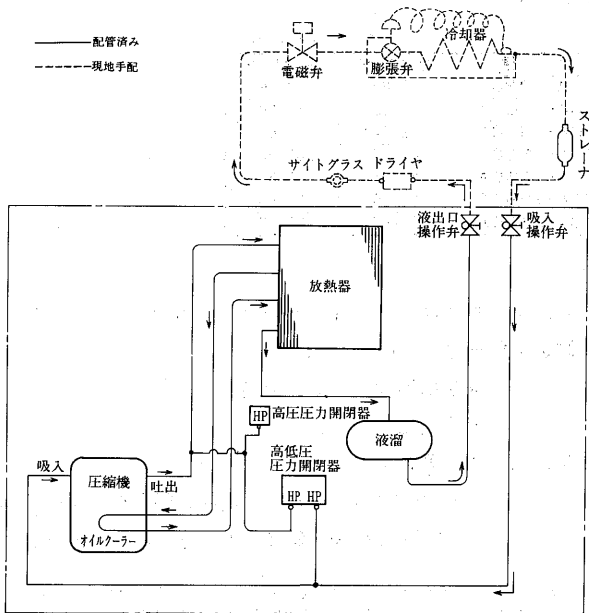 配管済み
現地手配
電磁弁
膨張弁
冷却器
ストレーナ
サイトグラス
ドライヤ
液出口
操作弁
吸入
操作弁
放熱器
HP
高圧圧力開閉器
高低圧
圧力開閉器
HP HP
液溜
吸入
圧縮機
吐出
オイルクーラー